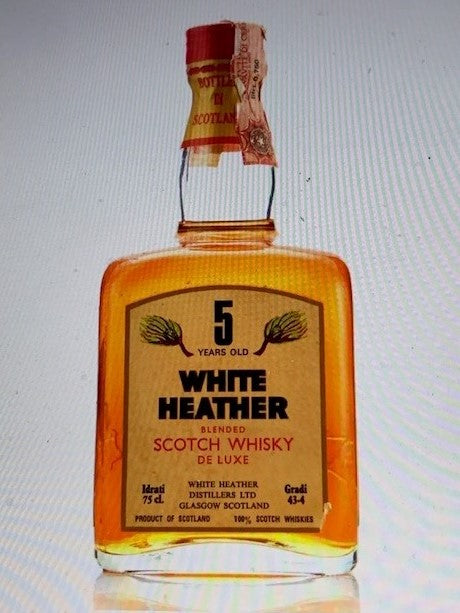 BOTTLED
IN
SCOTLAND
5
YEARS OLD
WHITE
HEATHER
BLENDED
SCOTCH WHISKY
DE LUXE
Idrati
75 cl.
WHITE HEATHER
DISTILLERS LTD
GLASGOW SCOTLAND
Gradi
43-4
PRODUCT OF SCOTLAND 100% SCOTCH WHISKIES